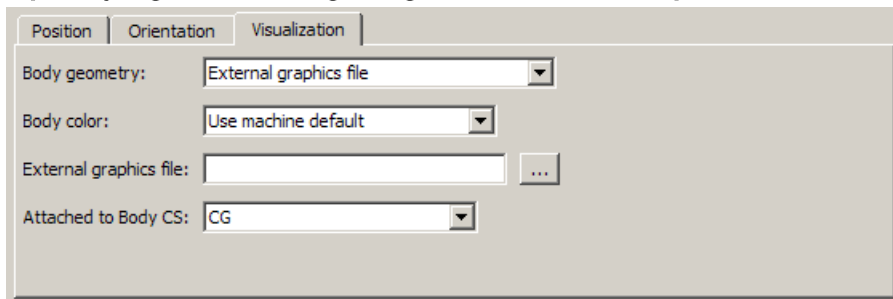 Position Orientation Visualization
Body geometry: External graphics file
Body color: Use machine default
External graphics file: ...
Attached to Body CS: CG